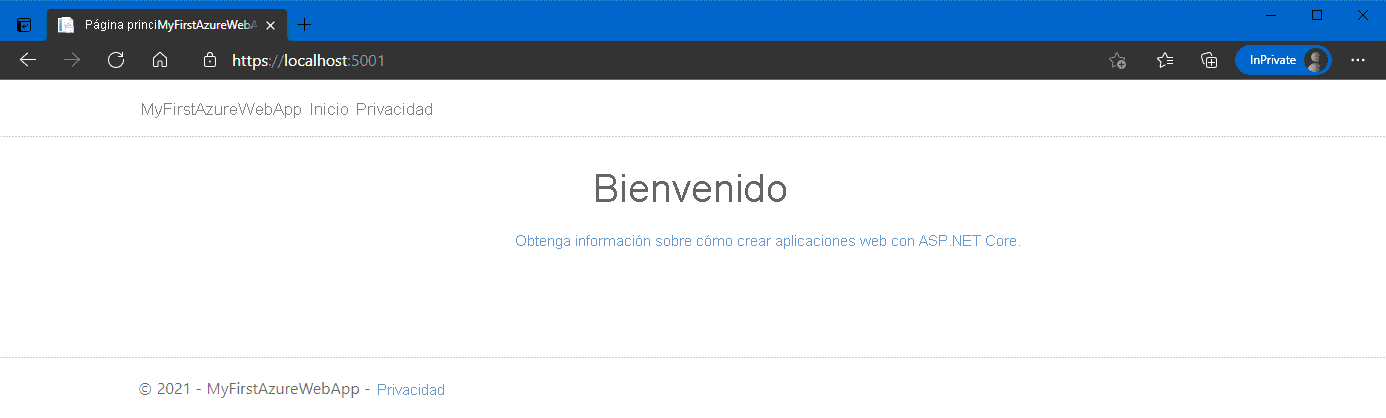 Página princiMyFirstAzureWebA
https://localhost:5001
InPrivate
MyFirstAzureWebApp Inicio Privacidad
Bienvenido
Obtenga información sobre cómo crear aplicaciones web con ASP.NET Core.
© 2021 - MyFirstAzureWebApp - Privacidad